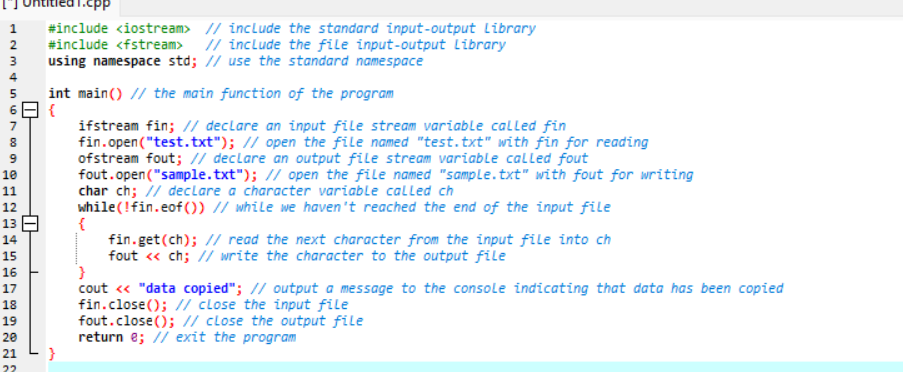 [*] Untitled1.cpp
1 #include <iostream> // include the standard input-output library
2 #include <fstream> // include the file input-output library
3 using namespace std; // use the standard namespace
4
5 int main() // the main function of the program
6 {
7 ifstream fin; // declare an input file stream variable called fin
8 fin.open("test.txt"); // open the file named "test.txt" with fin for reading
9 ofstream fout; // declare an output file stream variable called fout
10 fout.open("sample.txt"); // open the file named "sample.txt" with fout for writing
11 char ch; // declare a character variable called ch
12 while(!fin.eof()) // while we haven't reached the end of the input file
13 {
14 fin.get(ch); // read the next character from the input file into ch
15 fout << ch; // write the character to the output file
16 }
17 cout << "data copied"; // output a message to the console indicating that data has been copied
18 fin.close(); // close the input file
19 fout.close(); // close the output file
20 return 0; // exit the program
21 }
22